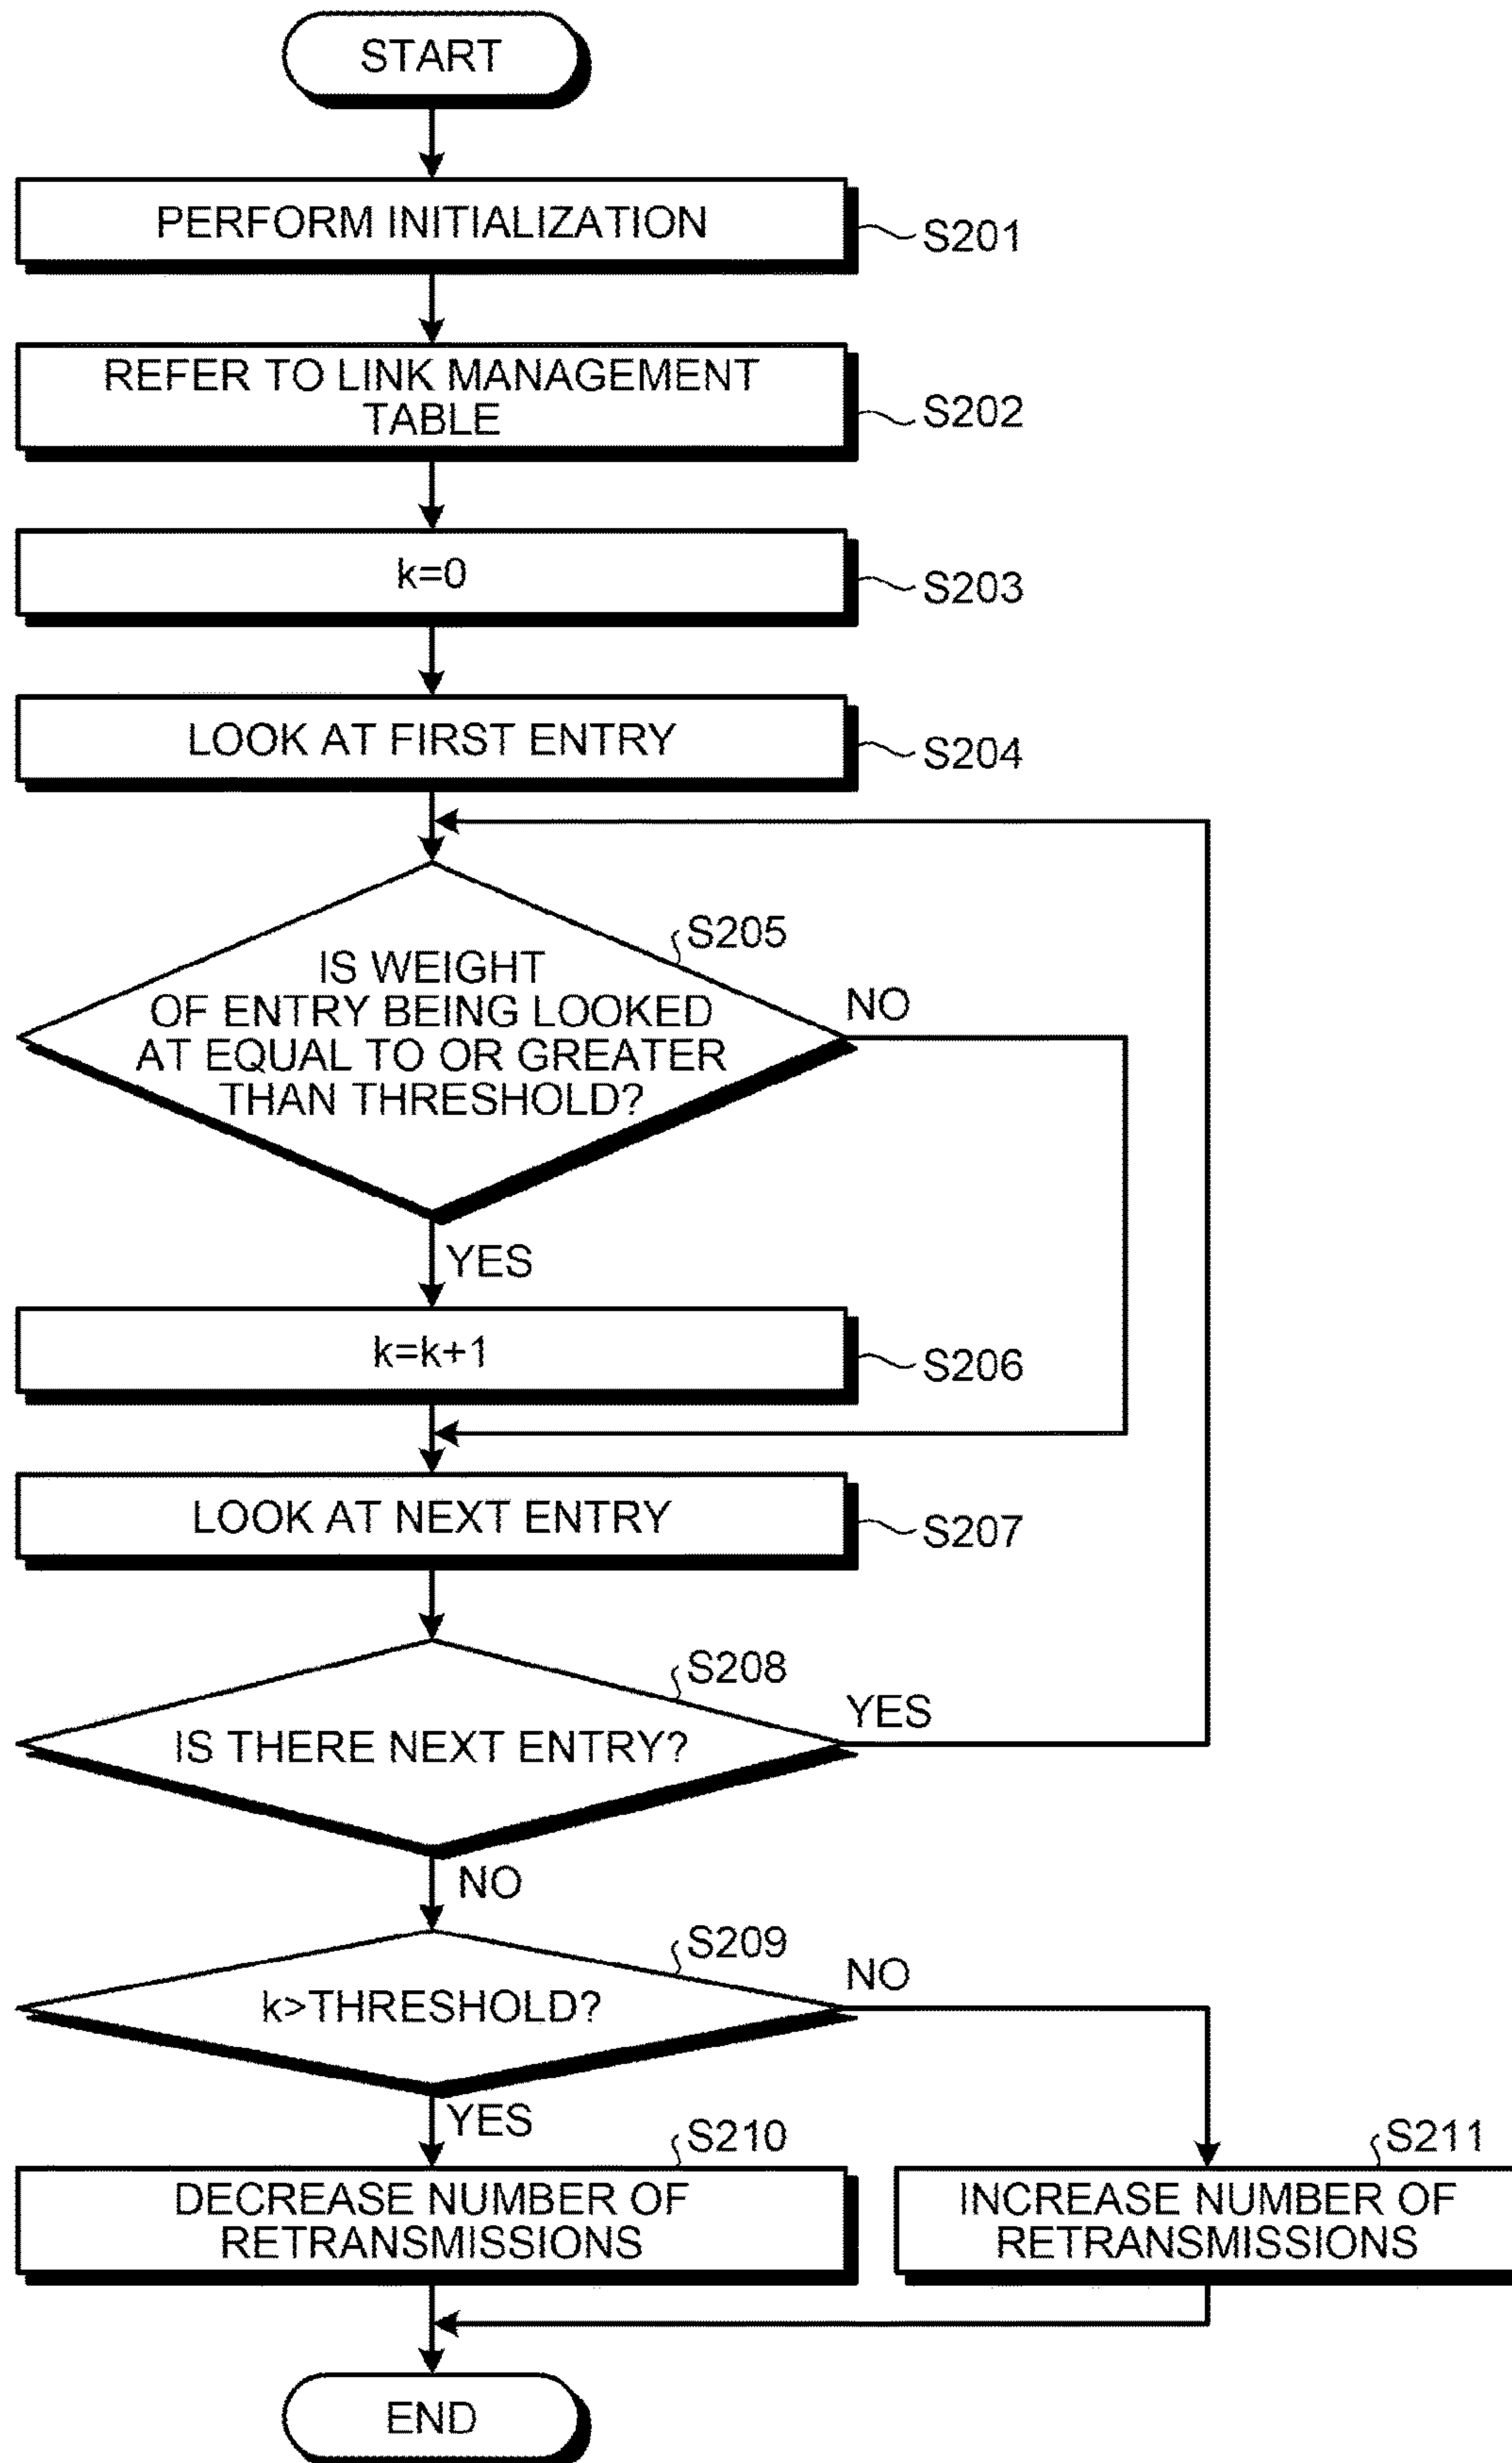 START
PERFORM INITIALIZATION
S201
REFER TO LINK MANAGEMENT
TABLE
S202
k=0
S203
LOOK AT FIRST ENTRY
S204
S205
IS WEIGHT
OF ENTRY BEING LOOKED
AT EQUAL TO OR GREATER
THAN THRESHOLD?
NO
YES
k=k+1
S206
LOOK AT NEXT ENTRY
S207
S208
IS THERE NEXT ENTRY?
YES
NO
S209
k>THRESHOLD?
NO
YES
S210
DECREASE NUMBER OF
RETRANSMISSIONS
S211
INCREASE NUMBER OF
RETRANSMISSIONS
END